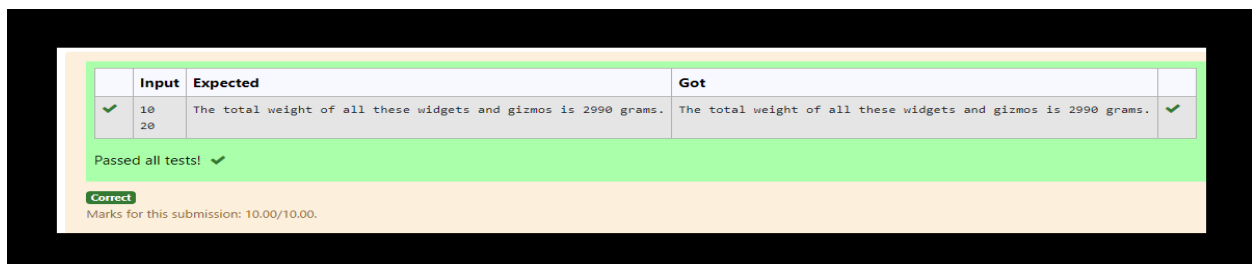 Input Expected Got
10 The total weight of all these widgets and gizmos is 2990 grams. The total weight of all these widgets and gizmos is 2990 grams.
20
Passed all tests!
Correct
Marks for this submission: 10.00/10.00.